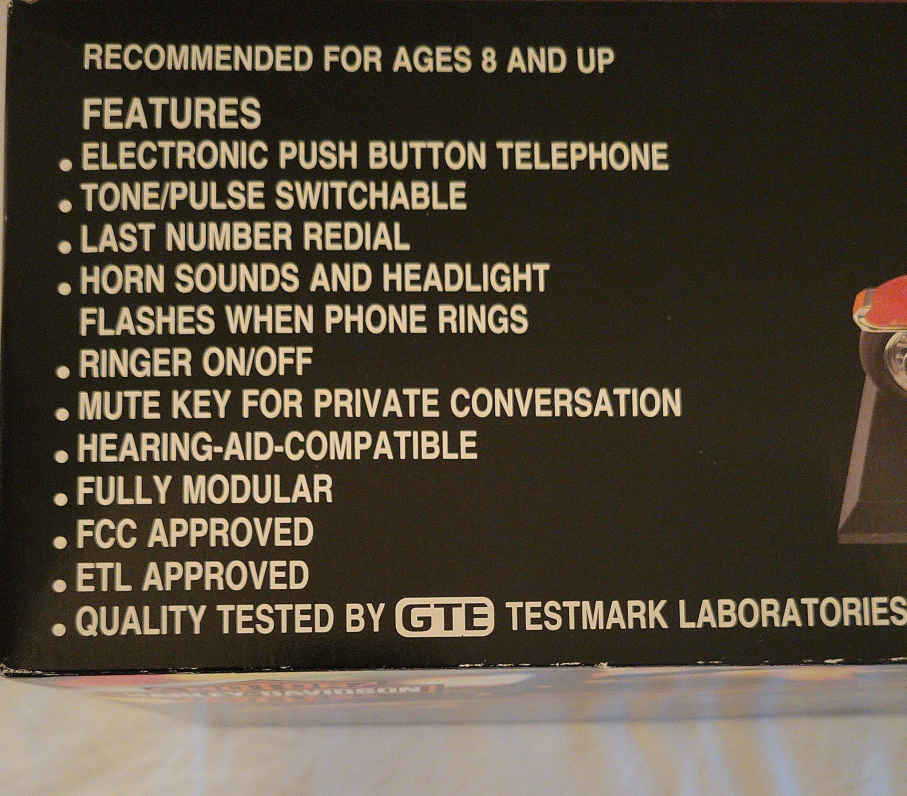 RECOMMENDED FOR AGES 8 AND UP
FEATURES
• ELECTRONIC PUSH BUTTON TELEPHONE
• TONE/PULSE SWITCHABLE
• LAST NUMBER REDIAL
• HORN SOUNDS AND HEADLIGHT
FLASHES WHEN PHONE RINGS
• RINGER ON/OFF
• MUTE KEY FOR PRIVATE CONVERSATION
• HEARING-AID-COMPATIBLE
• FULLY MODULAR
• FCC APPROVED
• ETL APPROVED
• QUALITY TESTED BY GTE TESTMARK LABORATORIES
DAVIDSON